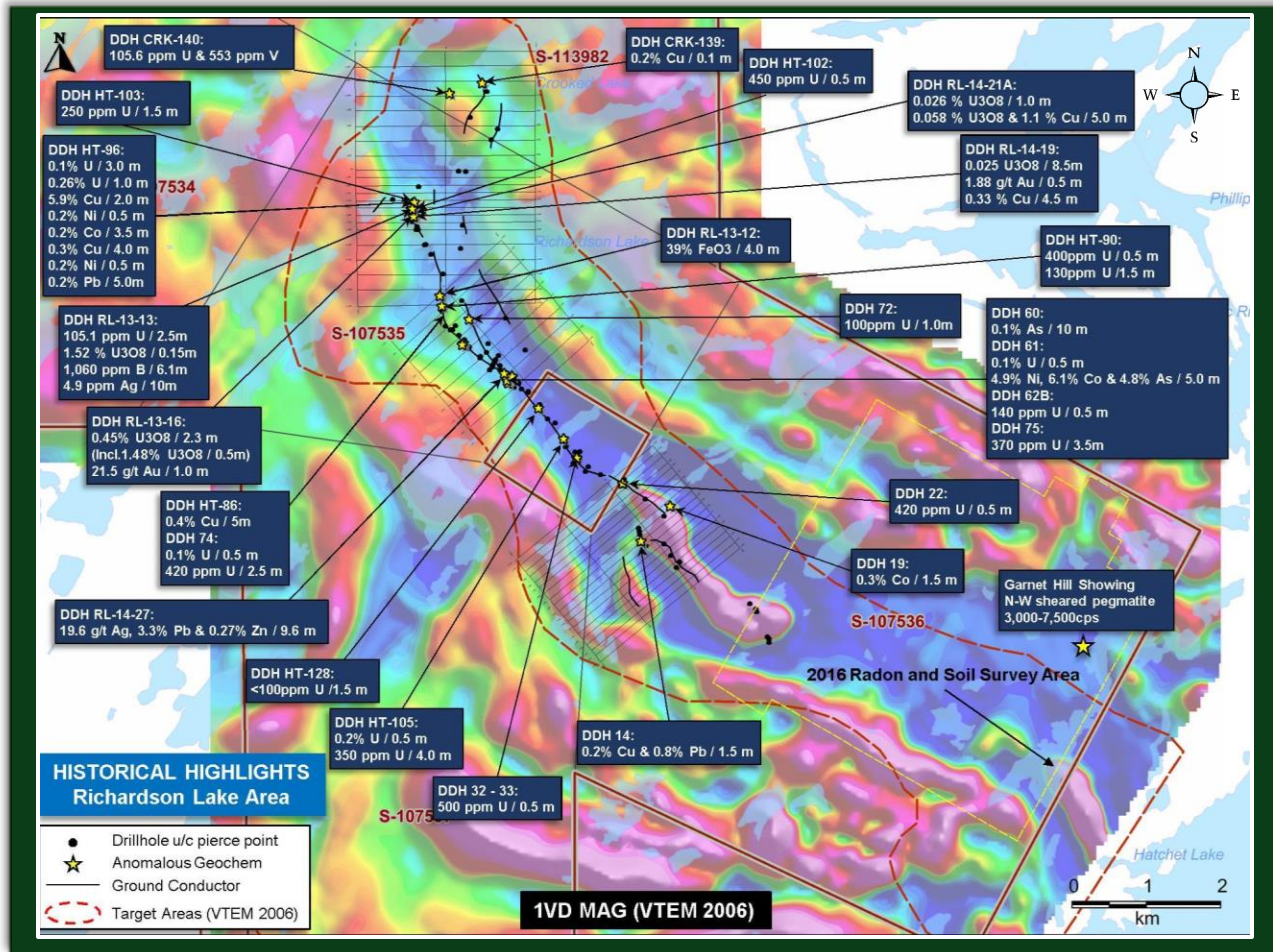 N
DDH CRK-140:
105.6 ppm U & 553 ppm V
S-113982
Crooked Lake
DDH CRK-139:
0.2% Cu / 0.1 m
DDH HT-102:
450 ppm U / 0.5 m
N
W
E
S
DDH HT-103:
250 ppm U / 1.5 m
DDH RL-14-21A:
0.026 % U3O8 / 1.0 m
0.058 % U3O8 & 1.1 % Cu / 5.0 m
DDH HT-96:
0.1% U / 3.0 m
0.26% U / 1.0 m
5.9% Cu / 2.0 m
0.2% Ni / 0.5 m
0.2% Co / 3.5 m
0.3% Cu / 4.0 m
0.2% Ni / 0.5 m
0.2% Pb / 5.0m
7534
DDH RL-14-19:
0.025 U3O8 / 8.5m
1.88 g/t Au / 0.5 m
0.33 % Cu / 4.5 m
Phillip
Richardson Lake
DDH RL-13-12:
39% FeO3 / 4.0 m
DDH HT-90:
400ppm U / 0.5 m
130ppm U /1.5 m
DDH RL-13-13:
105.1 ppm U / 2.5m
1.52 % U3O8 / 0.15m
1,060 ppm B / 6.1m
4.9 ppm Ag / 10m
S-107535
DDH 72:
100ppm U / 1.0m
DDH 60:
0.1% As / 10 m
DDH 61:
0.1% U / 0.5 m
4.9% Ni, 6.1% Co & 4.8% As / 5.0 m
DDH 62B:
140 ppm U / 0.5 m
DDH 75:
370 ppm U / 3.5m
DDH RL-13-16:
0.45% U3O8 / 2.3 m
(Incl.1.48% U3O8 / 0.5m)
21.5 g/t Au / 1.0 m
DDH HT-86:
0.4% Cu / 5m
DDH 74:
0.1% U / 0.5 m
420 ppm U / 2.5 m
DDH 22:
420 ppm U / 0.5 m
DDH 19:
0.3% Co / 1.5 m
Garnet Hill Showing
N-W sheared pegmatite
3,000-7,500cps
DDH RL-14-27:
19.6 g/t Ag, 3.3% Pb & 0.27% Zn / 9.6 m
S-107536
2016 Radon and Soil Survey Area
DDH HT-128:
<100ppm U /1.5 m
DDH HT-105:
0.2% U / 0.5 m
350 ppm U / 4.0 m
DDH 14:
0.2% Cu & 0.8% Pb / 1.5 m
DDH 32 - 33:
500 ppm U / 0.5 m
HISTORICAL HIGHLIGHTS
Richardson Lake Area
S-1075
Drillhole u/c pierce point
Anomalous Geochem
Ground Conductor
Target Areas (VTEM 2006)
1VD MAG (VTEM 2006)
Hatchet Lake
0 1 2
km